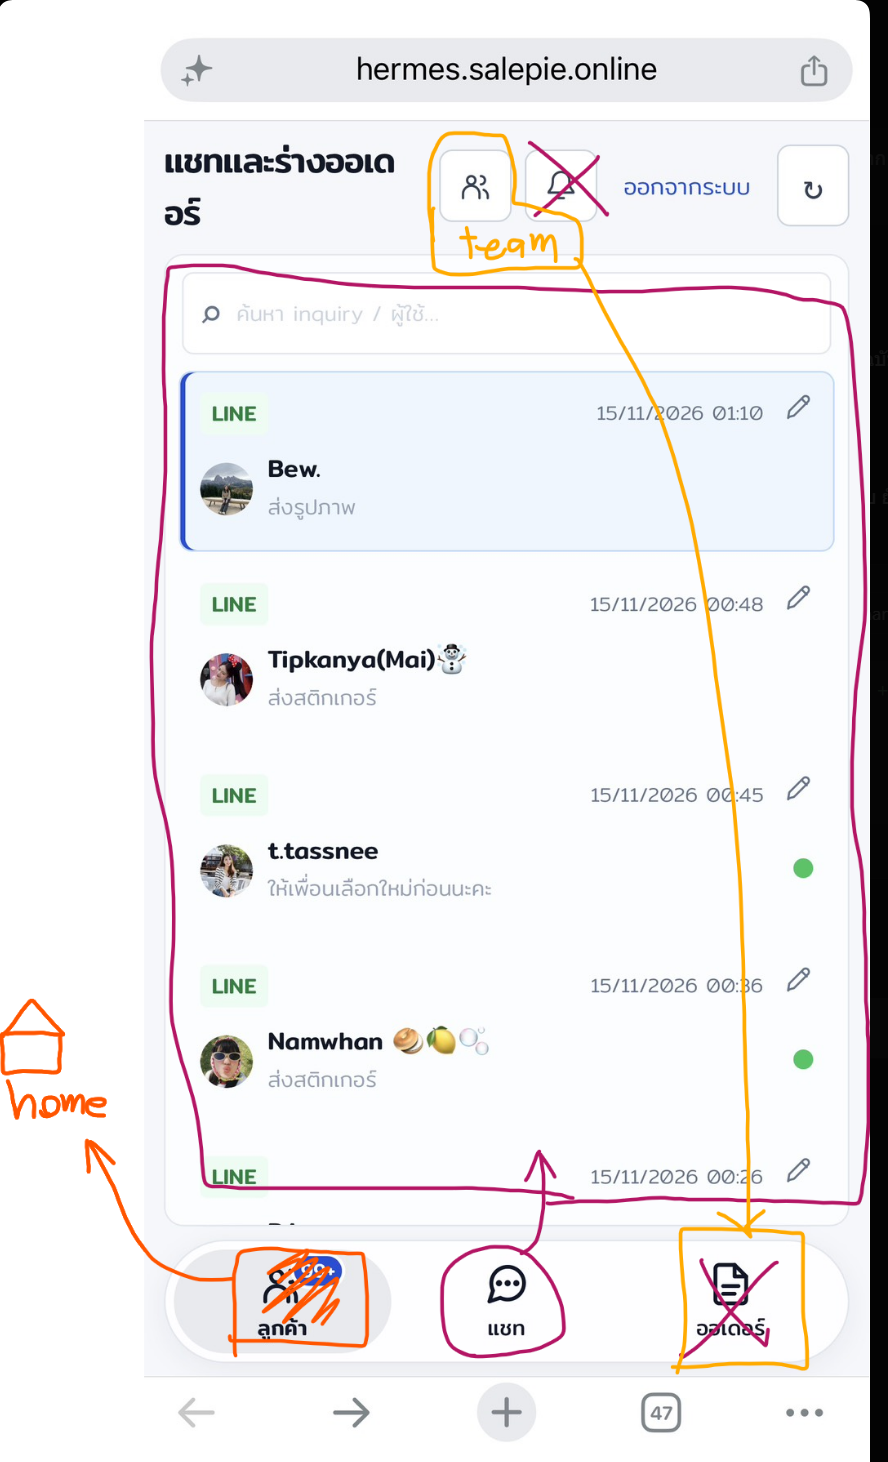 hermes.salepie.online
แชทและร่างออเด
อร์
ออกจากระบบ
team
ค้นหา inquiry / ผู้ใช้...
LINE 15/11/2026 01:10
Bew.
ส่งรูปภาพ
LINE 15/11/2026 00:48
Tipkanya(Mai)☃️
ส่งสติกเกอร์
LINE 15/11/2026 00:45
t.tassnee
ให้เพื่อนเลือกใหม่ก่อนนะคะ
LINE 15/11/2026 00:36
Namwhan 🥯🍋🫧
ส่งสติกเกอร์
home
LINE 15/11/2026 00:26
99+
ลูกค้า แชท ออเดอร์
47